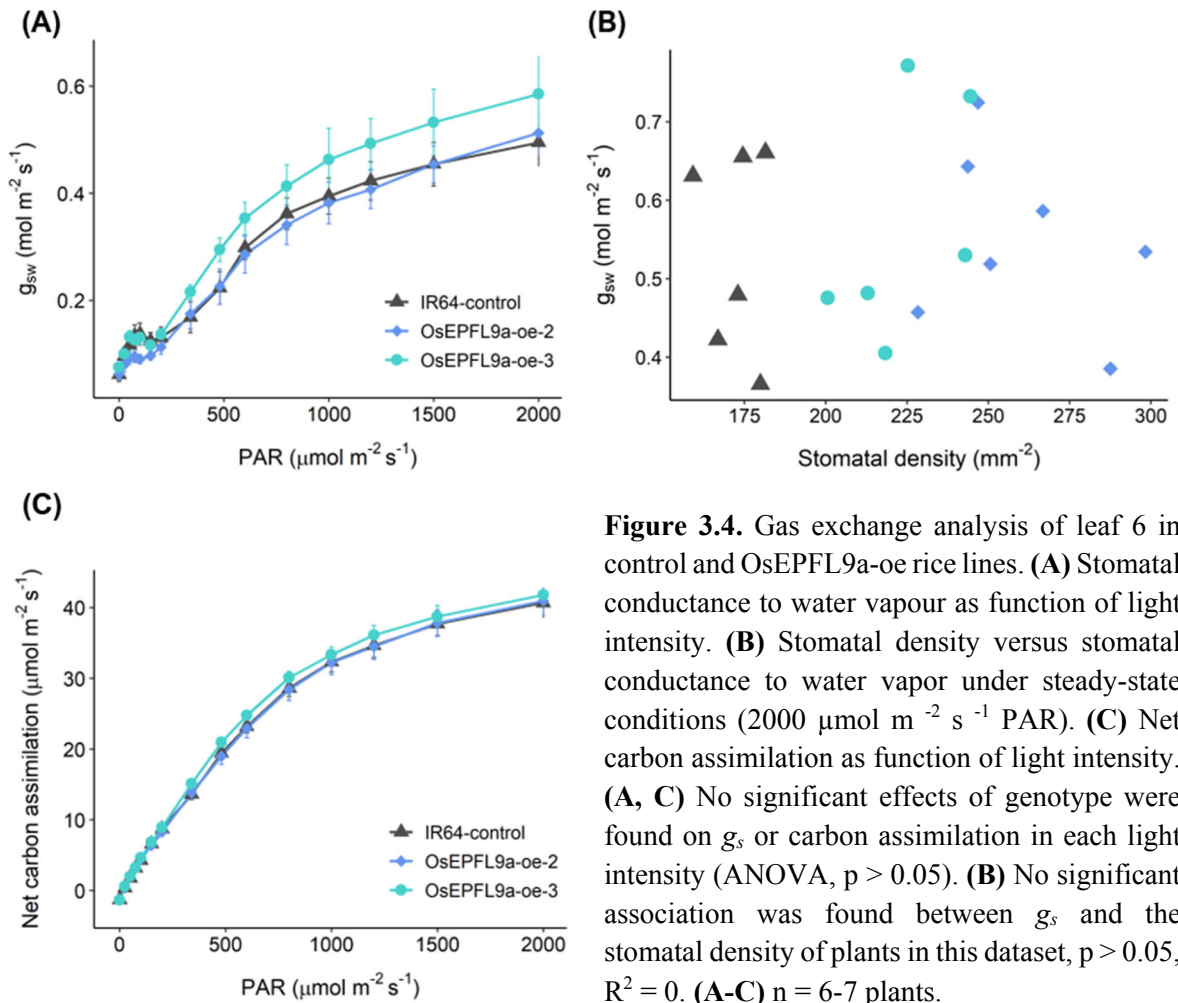 (A)
0.6
0.4
0.2
g_sw (mol m⁻² s⁻¹)
IR64-control
OsEPFL9a-oe-2
OsEPFL9a-oe-3
0 500 1000 1500 2000
PAR (μmol m⁻² s⁻¹)
(B)
0.7
0.6
0.5
0.4
g_sw (mol m⁻² s⁻¹)
175 200 225 250 275 300
Stomatal density (mm⁻²)
(C)
40
30
20
10
0
Net carbon assimilation (μmol m⁻² s⁻¹)
IR64-control
OsEPFL9a-oe-2
OsEPFL9a-oe-3
0 500 1000 1500 2000
PAR (μmol m⁻² s⁻¹)
Figure 3.4. Gas exchange analysis of leaf 6 in
control and OsEPFL9a-oe rice lines. (A) Stomatal
conductance to water vapour as function of light
intensity. (B) Stomatal density versus stomatal
conductance to water vapor under steady-state
conditions (2000 µmol m ⁻² s ⁻¹ PAR). (C) Net
carbon assimilation as function of light intensity.
(A, C) No significant effects of genotype were
found on g_s or carbon assimilation in each light
intensity (ANOVA, p > 0.05). (B) No significant
association was found between g_s and the
stomatal density of plants in this dataset, p > 0.05,
R² = 0. (A-C) n = 6-7 plants.